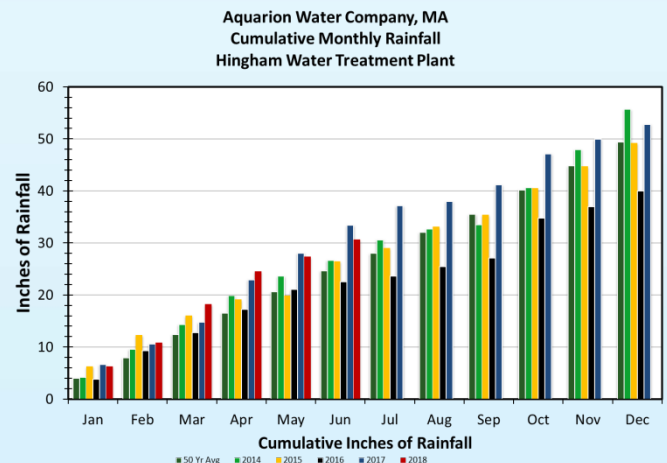 Aquarion Water Company, MA
Cumulative Monthly Rainfall
Hingham Water Treatment Plant
60
50
40
30
20
10
0
Inches of Rainfall
Jan Feb Mar Apr May Jun Jul Aug Sep Oct Nov Dec
Cumulative Inches of Rainfall
50 Yr Avg 2014 2015 2016 2017 2018